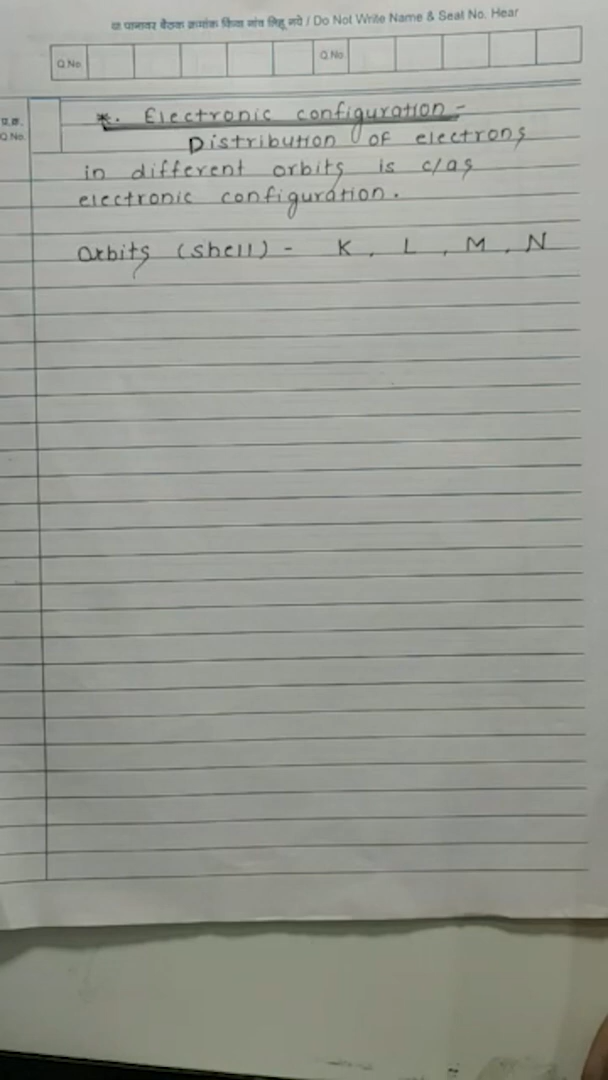 या पानावर बैठक क्रमांक किंवा नांव लिहू नये / Do Not Write Name & Seat No. Hear
Q.No.
Q.No.
प्र.क्र.
Q.No.
*. Electronic configuration -
Distribution of electrons
in different orbits is c/as
electronic configuration.
Orbits (shell) - K, L, M, N